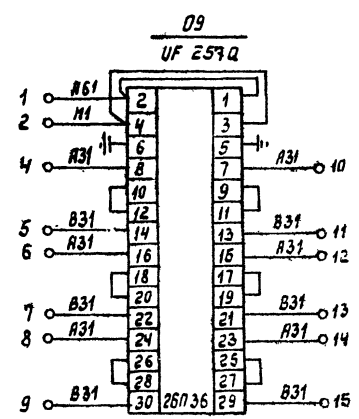 09
UF 257Q
1 А61 2 1
2 М1 4 3
6 5
4 А31 8 7 А31 10
10 9
12 11
5 В31 14 13 В31 11
6 А31 16 15 А31 12
18 17
20 19
7 В31 22 21 В31 13
8 А31 24 23 А31 14
26 25
28 27
9 В31 30 26П36 29 В31 15